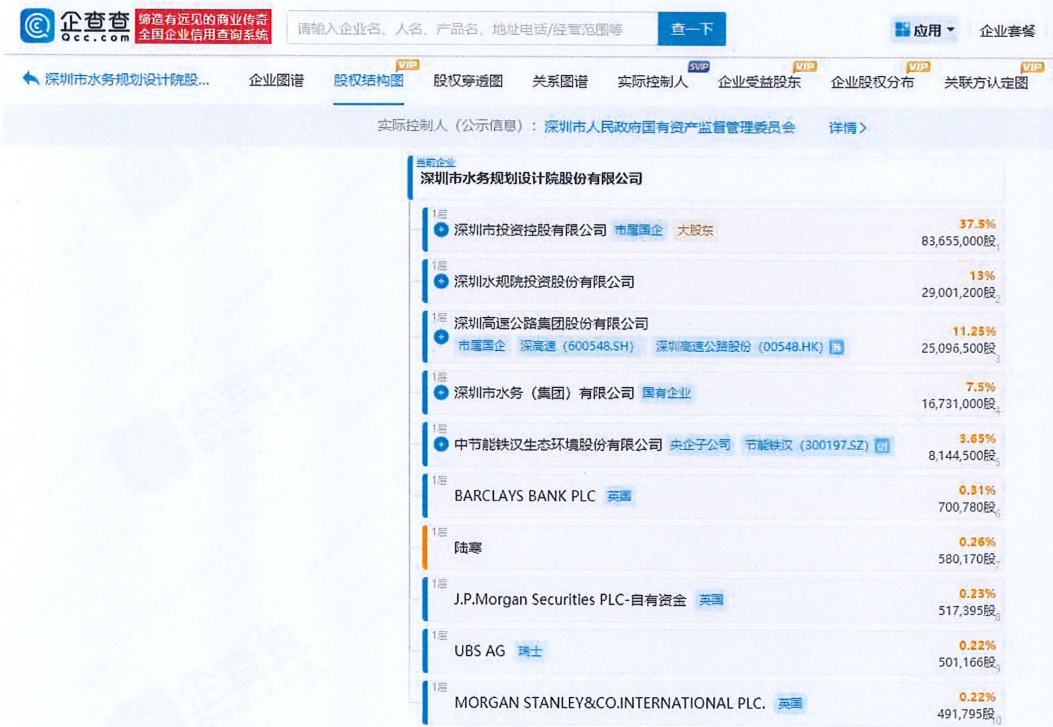 企查查
Qcc.com
缔造有远见的商业传奇
全国企业信用查询系统
请输入企业名、人名、产品名，地址电话/经营范围等
查一下
应用
企业套餐
深圳市水务规划设计院股...
企业图谱
股权结构图 VIP
股权穿透图
关系图谱
实际控制人 SVIP
企业受益股东 VIP
企业股权分布 VIP
关联方认定图 VIP
实际控制人（公示信息）：深圳市人民政府国有资产监督管理委员会 详情>
当前企业
深圳市水务规划设计院股份有限公司
1层
深圳市投资控股有限公司 市属国企 大股东
37.5%
83,655,000股 1
1层
深圳水规院投资股份有限公司
13%
29,001,200股 2
1层
深圳高速公路集团股份有限公司
市属国企 深高速（600548.SH） 深圳高速公路股份（00548.HK）
11.25%
25,096,500股 3
1层
深圳市水务（集团）有限公司 国有企业
7.5%
16,731,000股 4
1层
中节能铁汉生态环境股份有限公司 央企子公司 节能铁汉（300197.SZ） 创
3.65%
8,144,500股 5
1层
BARCLAYS BANK PLC 英国
0.31%
700,780股 6
1层
陆寒
0.26%
580,170股 7
1层
J.P.Morgan Securities PLC-自有资金 英国
0.23%
517,395股 8
1层
UBS AG 瑞士
0.22%
501,166股 9
1层
MORGAN STANLEY&CO.INTERNATIONAL PLC. 英国
0.22%
491,795股 10